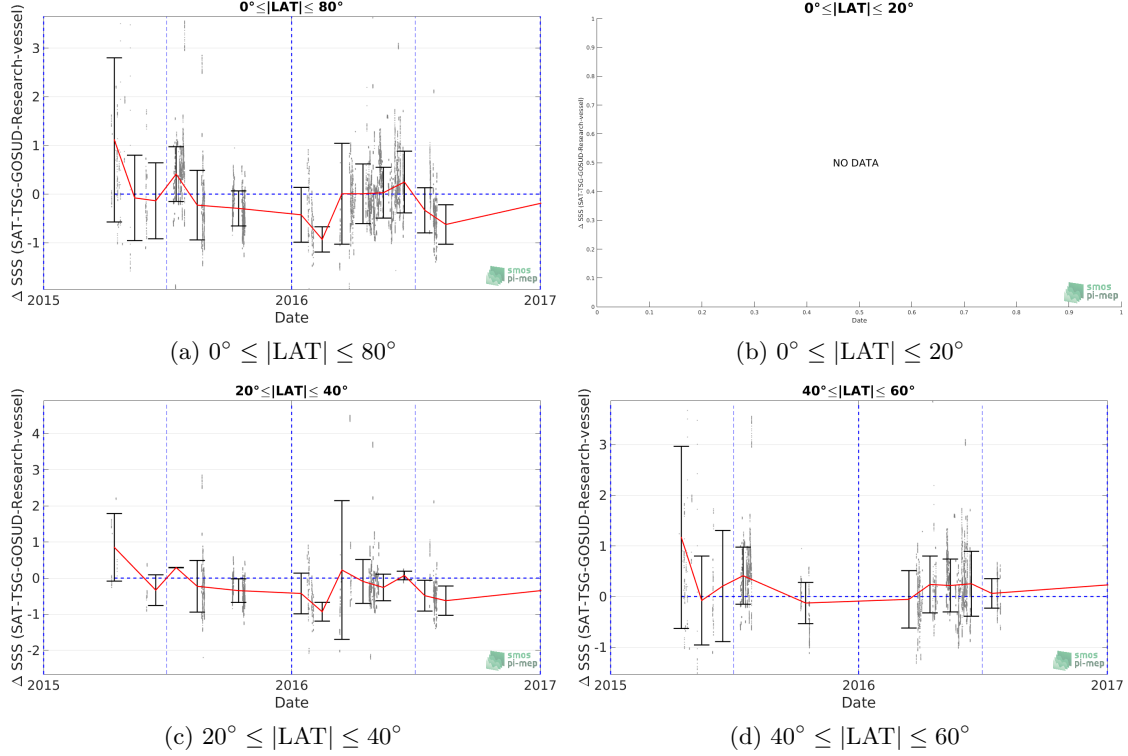 0°≤|LAT|≤ 80°
Δ SSS (SAT-TSG-GOSUD-Research-vessel)
3
2
1
0
-1
2015
2016
2017
Date
smos
pi-mep
(a) 0° ≤ |LAT| ≤ 80°
0°≤|LAT|≤ 20°
Δ SSS (SAT-TSG-GOSUD-Research-vessel)
1
0.9
0.8
0.7
0.6
0.5
0.4
0.3
0.2
0.1
0
NO DATA
0
0.1
0.2
0.3
0.4
0.5
0.6
0.7
0.8
0.9
1
Date
smos
pi-mep
(b) 0° ≤ |LAT| ≤ 20°
20°≤|LAT|≤ 40°
Δ SSS (SAT-TSG-GOSUD-Research-vessel)
4
3
2
1
0
-1
-2
2015
2016
2017
Date
smos
pi-mep
(c) 20° ≤ |LAT| ≤ 40°
40°≤|LAT|≤ 60°
Δ SSS (SAT-TSG-GOSUD-Research-vessel)
3
2
1
0
-1
2015
2016
2017
Date
smos
pi-mep
(d) 40° ≤ |LAT| ≤ 60°